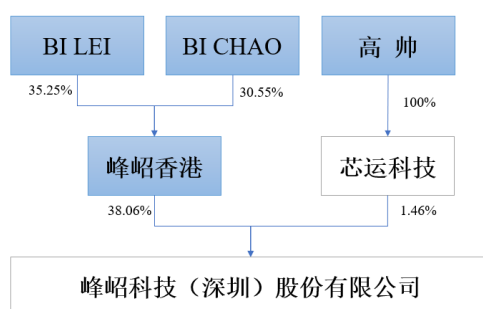 BI LEI
BI CHAO
高 帅
35.25%
30.55%
100%
峰岹香港
芯运科技
38.06%
1.46%
峰岹科技（深圳）股份有限公司